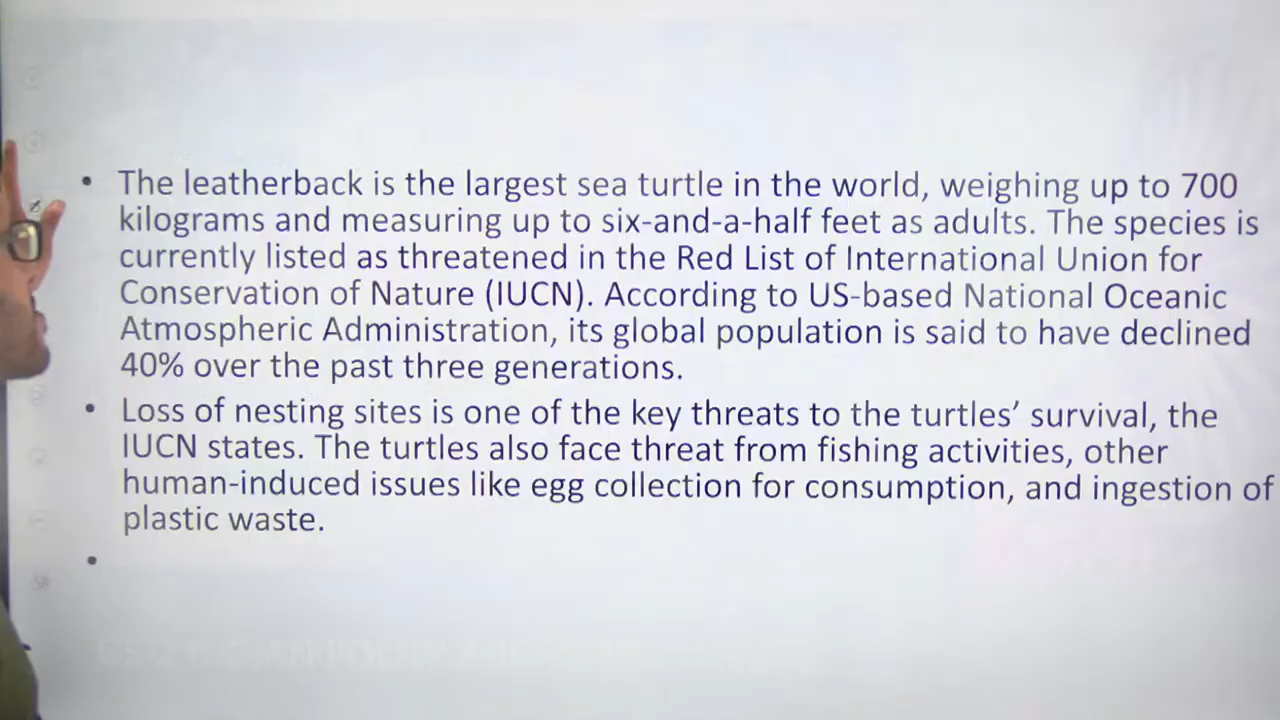 • The leatherback is the largest sea turtle in the world, weighing up to 700
kilograms and measuring up to six-and-a-half feet as adults. The species is
currently listed as threatened in the Red List of International Union for
Conservation of Nature (IUCN). According to US-based National Oceanic
Atmospheric Administration, its global population is said to have declined
40% over the past three generations.
• Loss of nesting sites is one of the key threats to the turtles’ survival, the
IUCN states. The turtles also face threat from fishing activities, other
human-induced issues like egg collection for consumption, and ingestion of
plastic waste.
•